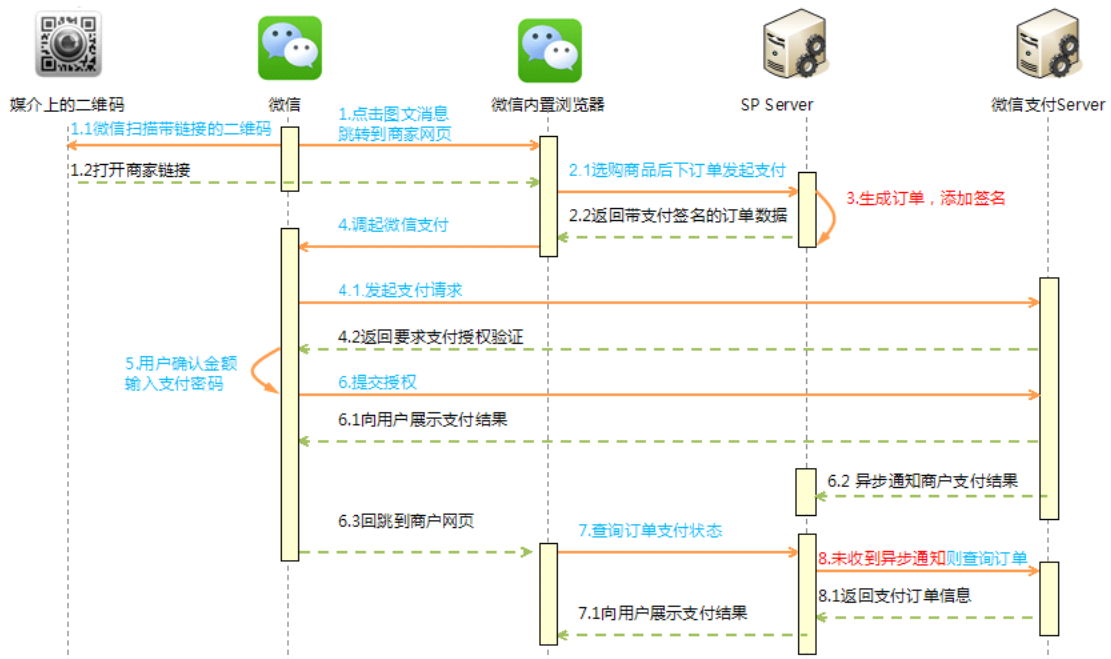 媒介上的二维码
微信
微信内置浏览器
SP Server
微信支付Server
1.1微信扫描带链接的二维码
1.点击图文消息
跳转到商家网页
1.2打开商家链接
2.1选购商品后下订单发起支付
3.生成订单，添加签名
2.2返回带支付签名的订单数据
4.调起微信支付
4.1.发起支付请求
4.2返回要求支付授权验证
5.用户确认金额
输入支付密码
6.提交授权
6.1向用户展示支付结果
6.2 异步通知商户支付结果
6.3回跳到商户网页
7.查询订单支付状态
8.未收到异步通知则查询订单
8.1返回支付订单信息
7.1向用户展示支付结果